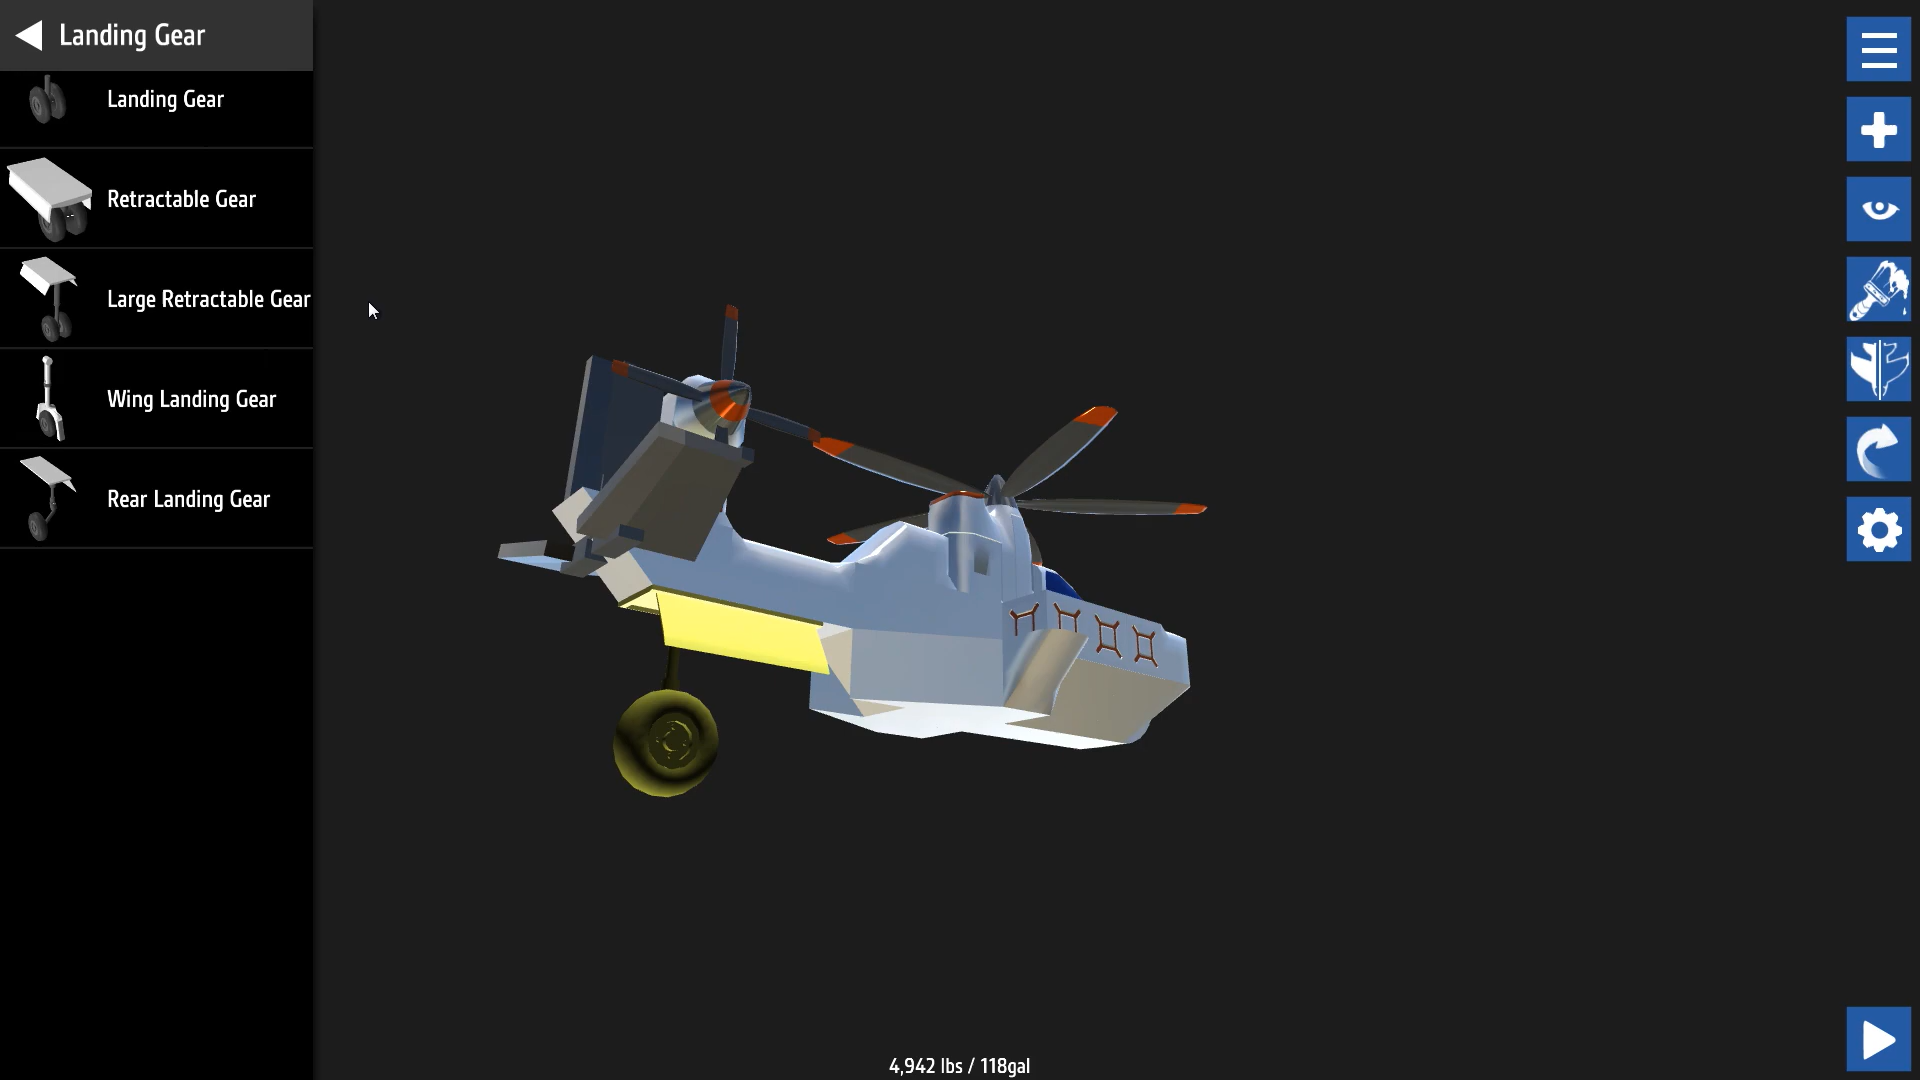 Landing Gear
Landing Gear
Retractable Gear
Large Retractable Gear
Wing Landing Gear
Rear Landing Gear
4,942 lbs / 118gal